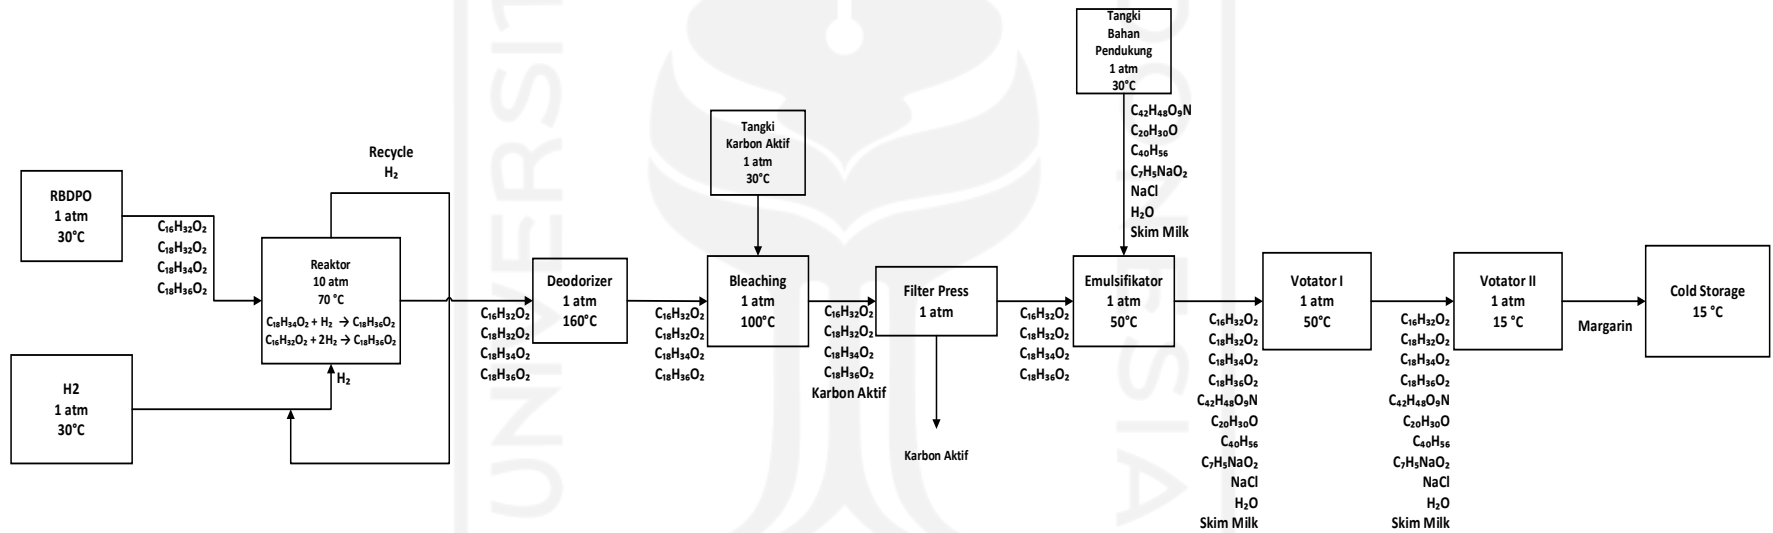 Tangki
Bahan
Pendukung
1 atm
30°C
C₄₂H₄₈O₉N
C₂₀H₃₀O
C₄₀H₅₆
C₇H₅NaO₂
NaCl
H₂O
Skim Milk
Tangki
Karbon Aktif
1 atm
30°C
Recycle
H₂
RBDPO
1 atm
30°C
C₁₆H₃₂O₂
C₁₈H₃₂O₂
C₁₈H₃₄O₂
C₁₈H₃₆O₂
Reaktor
10 atm
70 °C
C₁₈H₃₄O₂ + H₂ → C₁₈H₃₆O₂
C₁₆H₃₂O₂ + 2H₂ → C₁₈H₃₆O₂
H₂
H2
1 atm
30°C
C₁₆H₃₂O₂
C₁₈H₃₂O₂
C₁₈H₃₄O₂
C₁₈H₃₆O₂
Deodorizer
1 atm
160°C
C₁₆H₃₂O₂
C₁₈H₃₂O₂
C₁₈H₃₄O₂
C₁₈H₃₆O₂
Bleaching
1 atm
100°C
C₁₆H₃₂O₂
C₁₈H₃₂O₂
C₁₈H₃₄O₂
C₁₈H₃₆O₂
Karbon Aktif
Filter Press
1 atm
Karbon Aktif
C₁₆H₃₂O₂
C₁₈H₃₂O₂
C₁₈H₃₄O₂
C₁₈H₃₆O₂
Emulsifikator
1 atm
50°C
C₁₆H₃₂O₂
C₁₈H₃₂O₂
C₁₈H₃₄O₂
C₁₈H₃₆O₂
C₄₂H₄₈O₉N
C₂₀H₃₀O
C₄₀H₅₆
C₇H₅NaO₂
NaCl
H₂O
Skim Milk
Votator I
1 atm
50°C
C₁₆H₃₂O₂
C₁₈H₃₂O₂
C₁₈H₃₄O₂
C₁₈H₃₆O₂
C₄₂H₄₈O₉N
C₂₀H₃₀O
C₄₀H₅₆
C₇H₅NaO₂
NaCl
H₂O
Skim Milk
Votator II
1 atm
15 °C
Margarin
Cold Storage
15 °C
UNIVERSIT
ONESIA